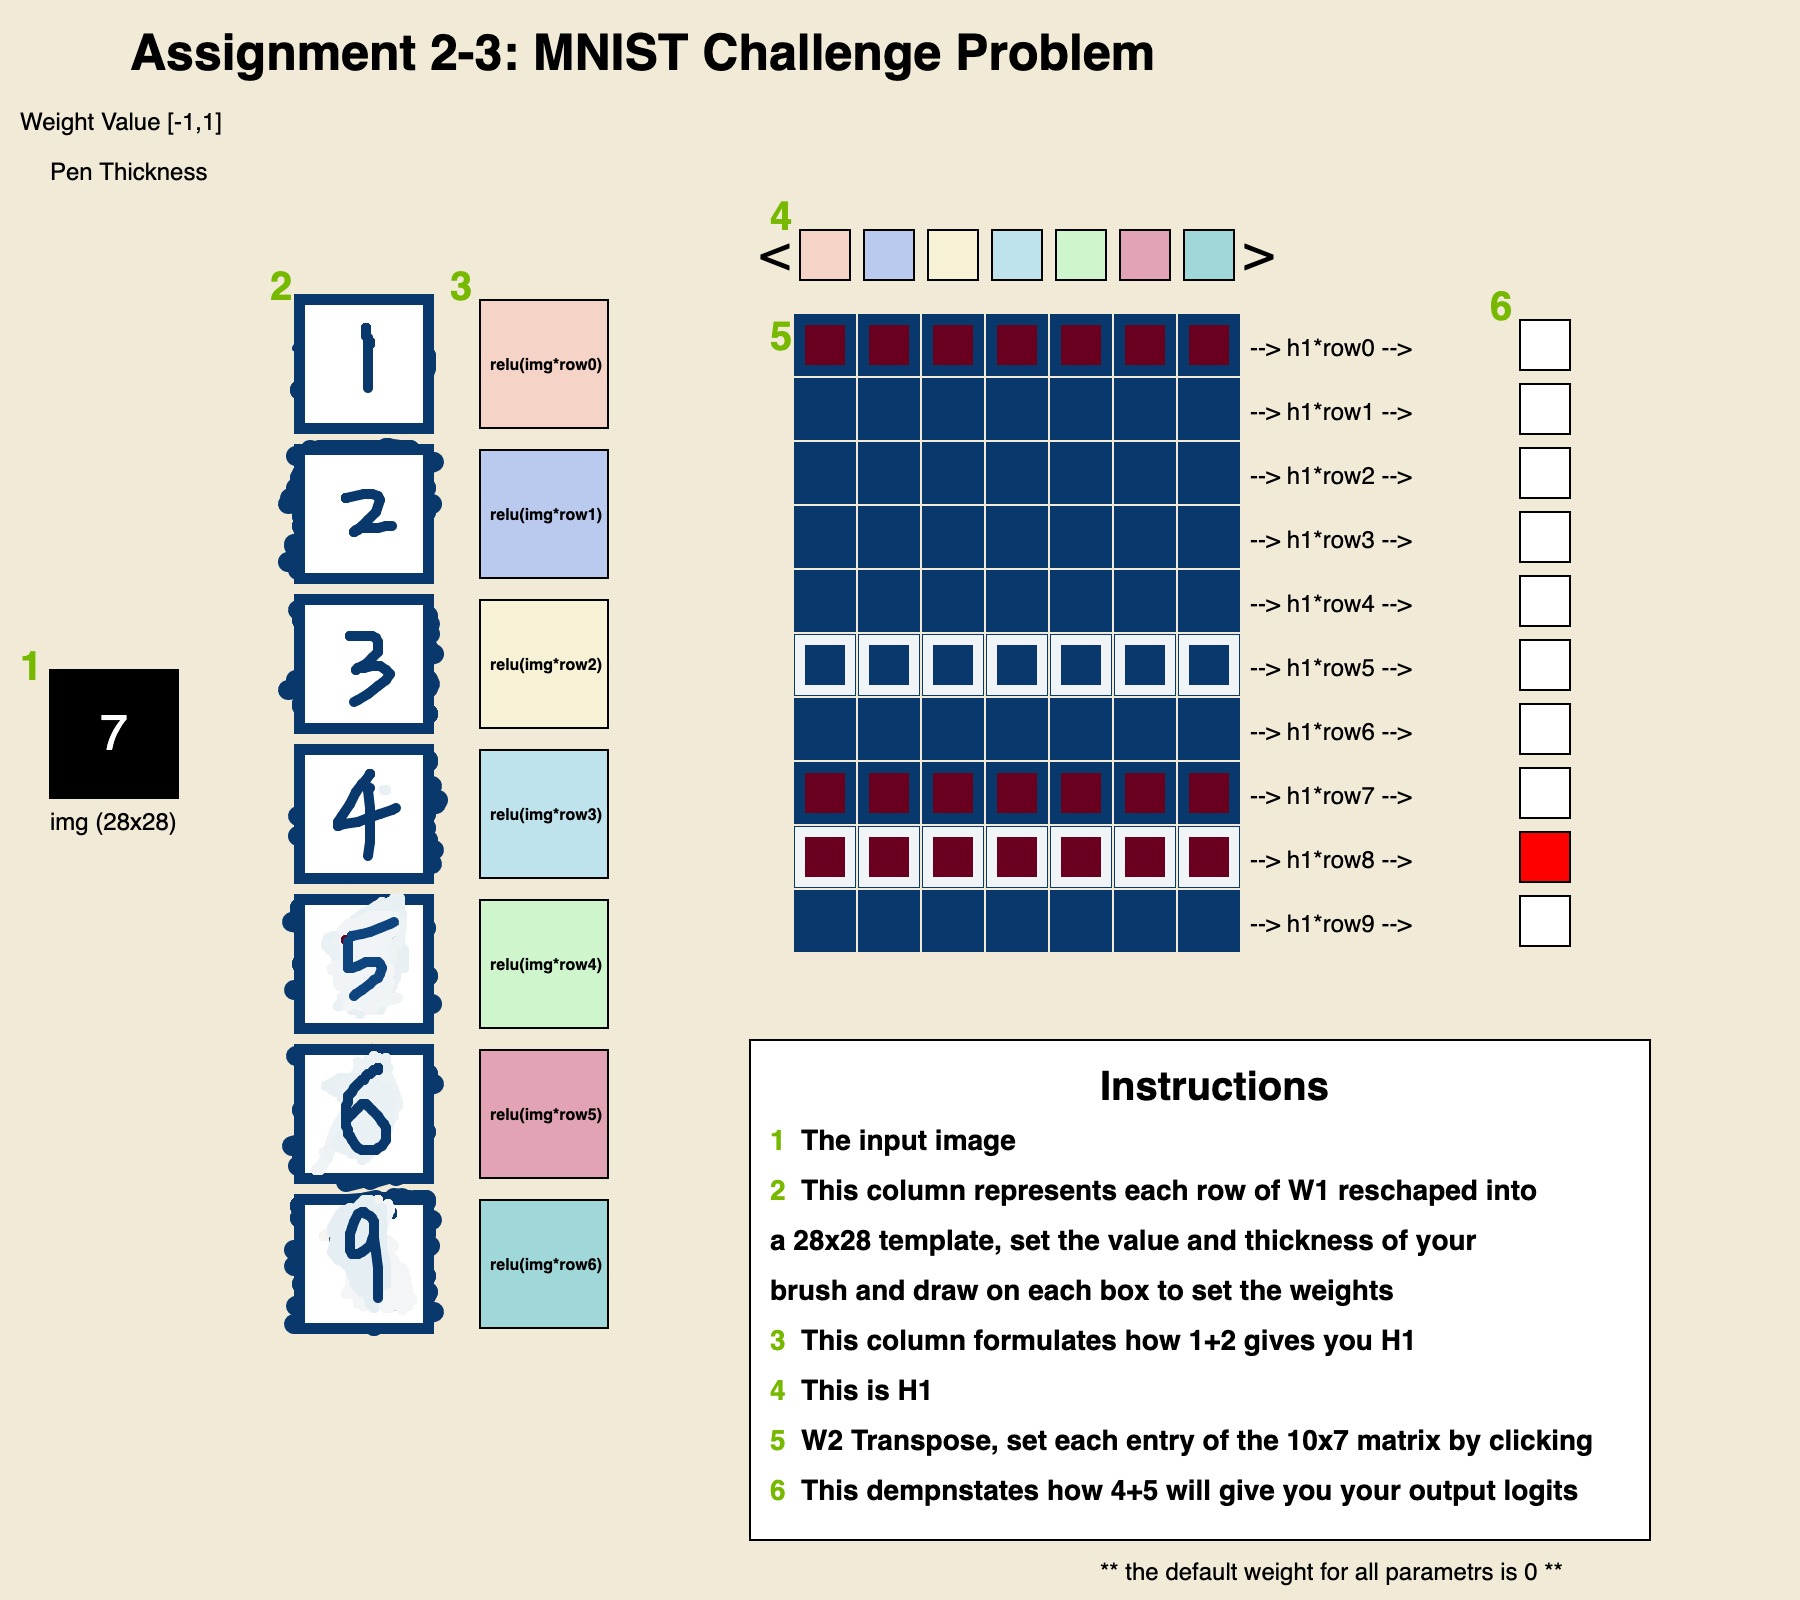 Assignment 2-3: MNIST Challenge Problem
Weight Value [-1,1]
Pen Thickness
4
< >
2
3
6
5
1
relu(img*row0)
--> h1*row0 -->
2
relu(img*row1)
--> h1*row1 -->
--> h1*row2 -->
--> h1*row3 -->
3
relu(img*row2)
--> h1*row4 -->
--> h1*row5 -->
1
7
img (28x28)
--> h1*row6 -->
4
relu(img*row3)
--> h1*row7 -->
--> h1*row8 -->
5
relu(img*row4)
--> h1*row9 -->
6
relu(img*row5)
9
relu(img*row6)
Instructions
1 The input image
2 This column represents each row of W1 reschaped into
a 28x28 template, set the value and thickness of your
brush and draw on each box to set the weights
3 This column formulates how 1+2 gives you H1
4 This is H1
5 W2 Transpose, set each entry of the 10x7 matrix by clicking
6 This dempnstates how 4+5 will give you your output logits
** the default weight for all parametrs is 0 **